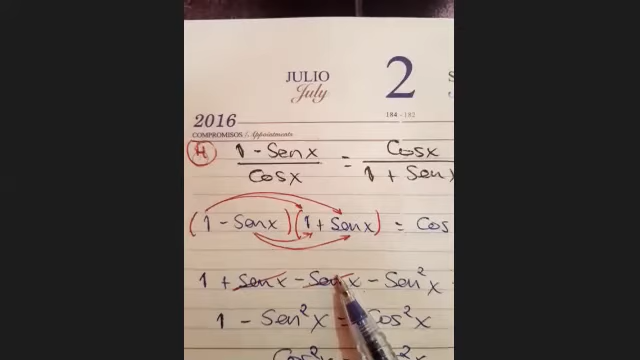 JULIO
July
2
184 - 182
2016
COMPROMISOS / Appointments
H 1 - Senx / Cosx = Cosx / 1 + Senx
(1 - Senx)(1 + Senx) = Cos
1 + Senx - Senx - Sen²x
1 - Sen²x = Cos²x
Cos²x